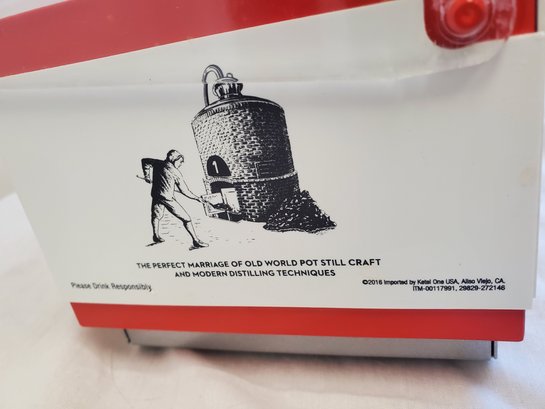 1
THE PERFECT MARRIAGE OF OLD WORLD POT STILL CRAFT
AND MODERN DISTILLING TECHNIQUES
Please Drink Responsibly.
©2016 Imported by Ketel One USA, Aliso Viejo, CA.
ITM-00117991, 29829-272146